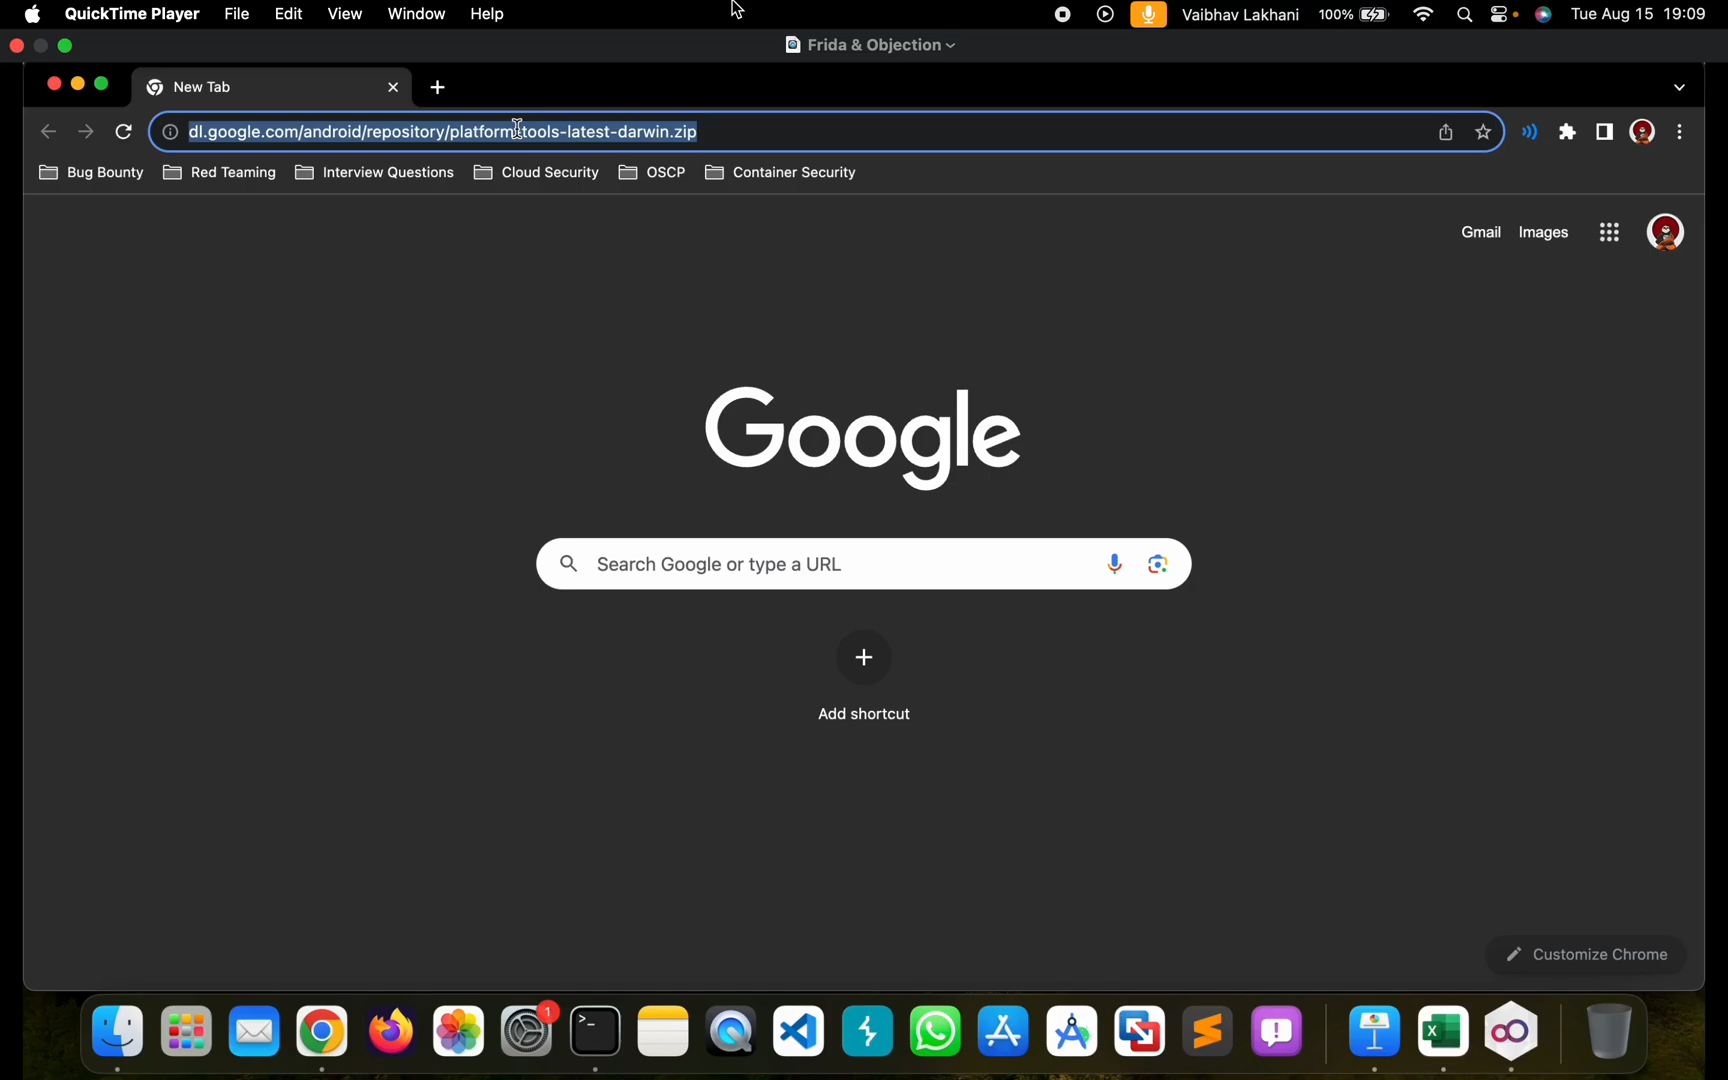 QuickTime Player File Edit View Window Help Vaibhav Lakhani 100% Tue Aug 15 19:09
Frida & Objection
New Tab
dl.google.com/android/repository/platform-tools-latest-darwin.zip
Bug Bounty Red Teaming Interview Questions Cloud Security OSCP Container Security
Gmail Images
Google
Search Google or type a URL
Add shortcut
Customize Chrome
1